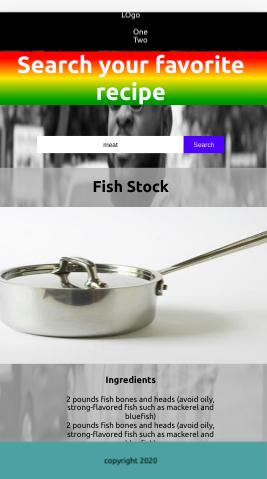 LOgo
One
Two
Search your favorite
recipe
meat
Search
Fish Stock
Ingredients
2 pounds fish bones and heads (avoid oily,
strong-flavored fish such as mackerel and
bluefish)
2 pounds fish bones and heads (avoid oily,
strong-flavored fish such as mackerel and
copyright 2020